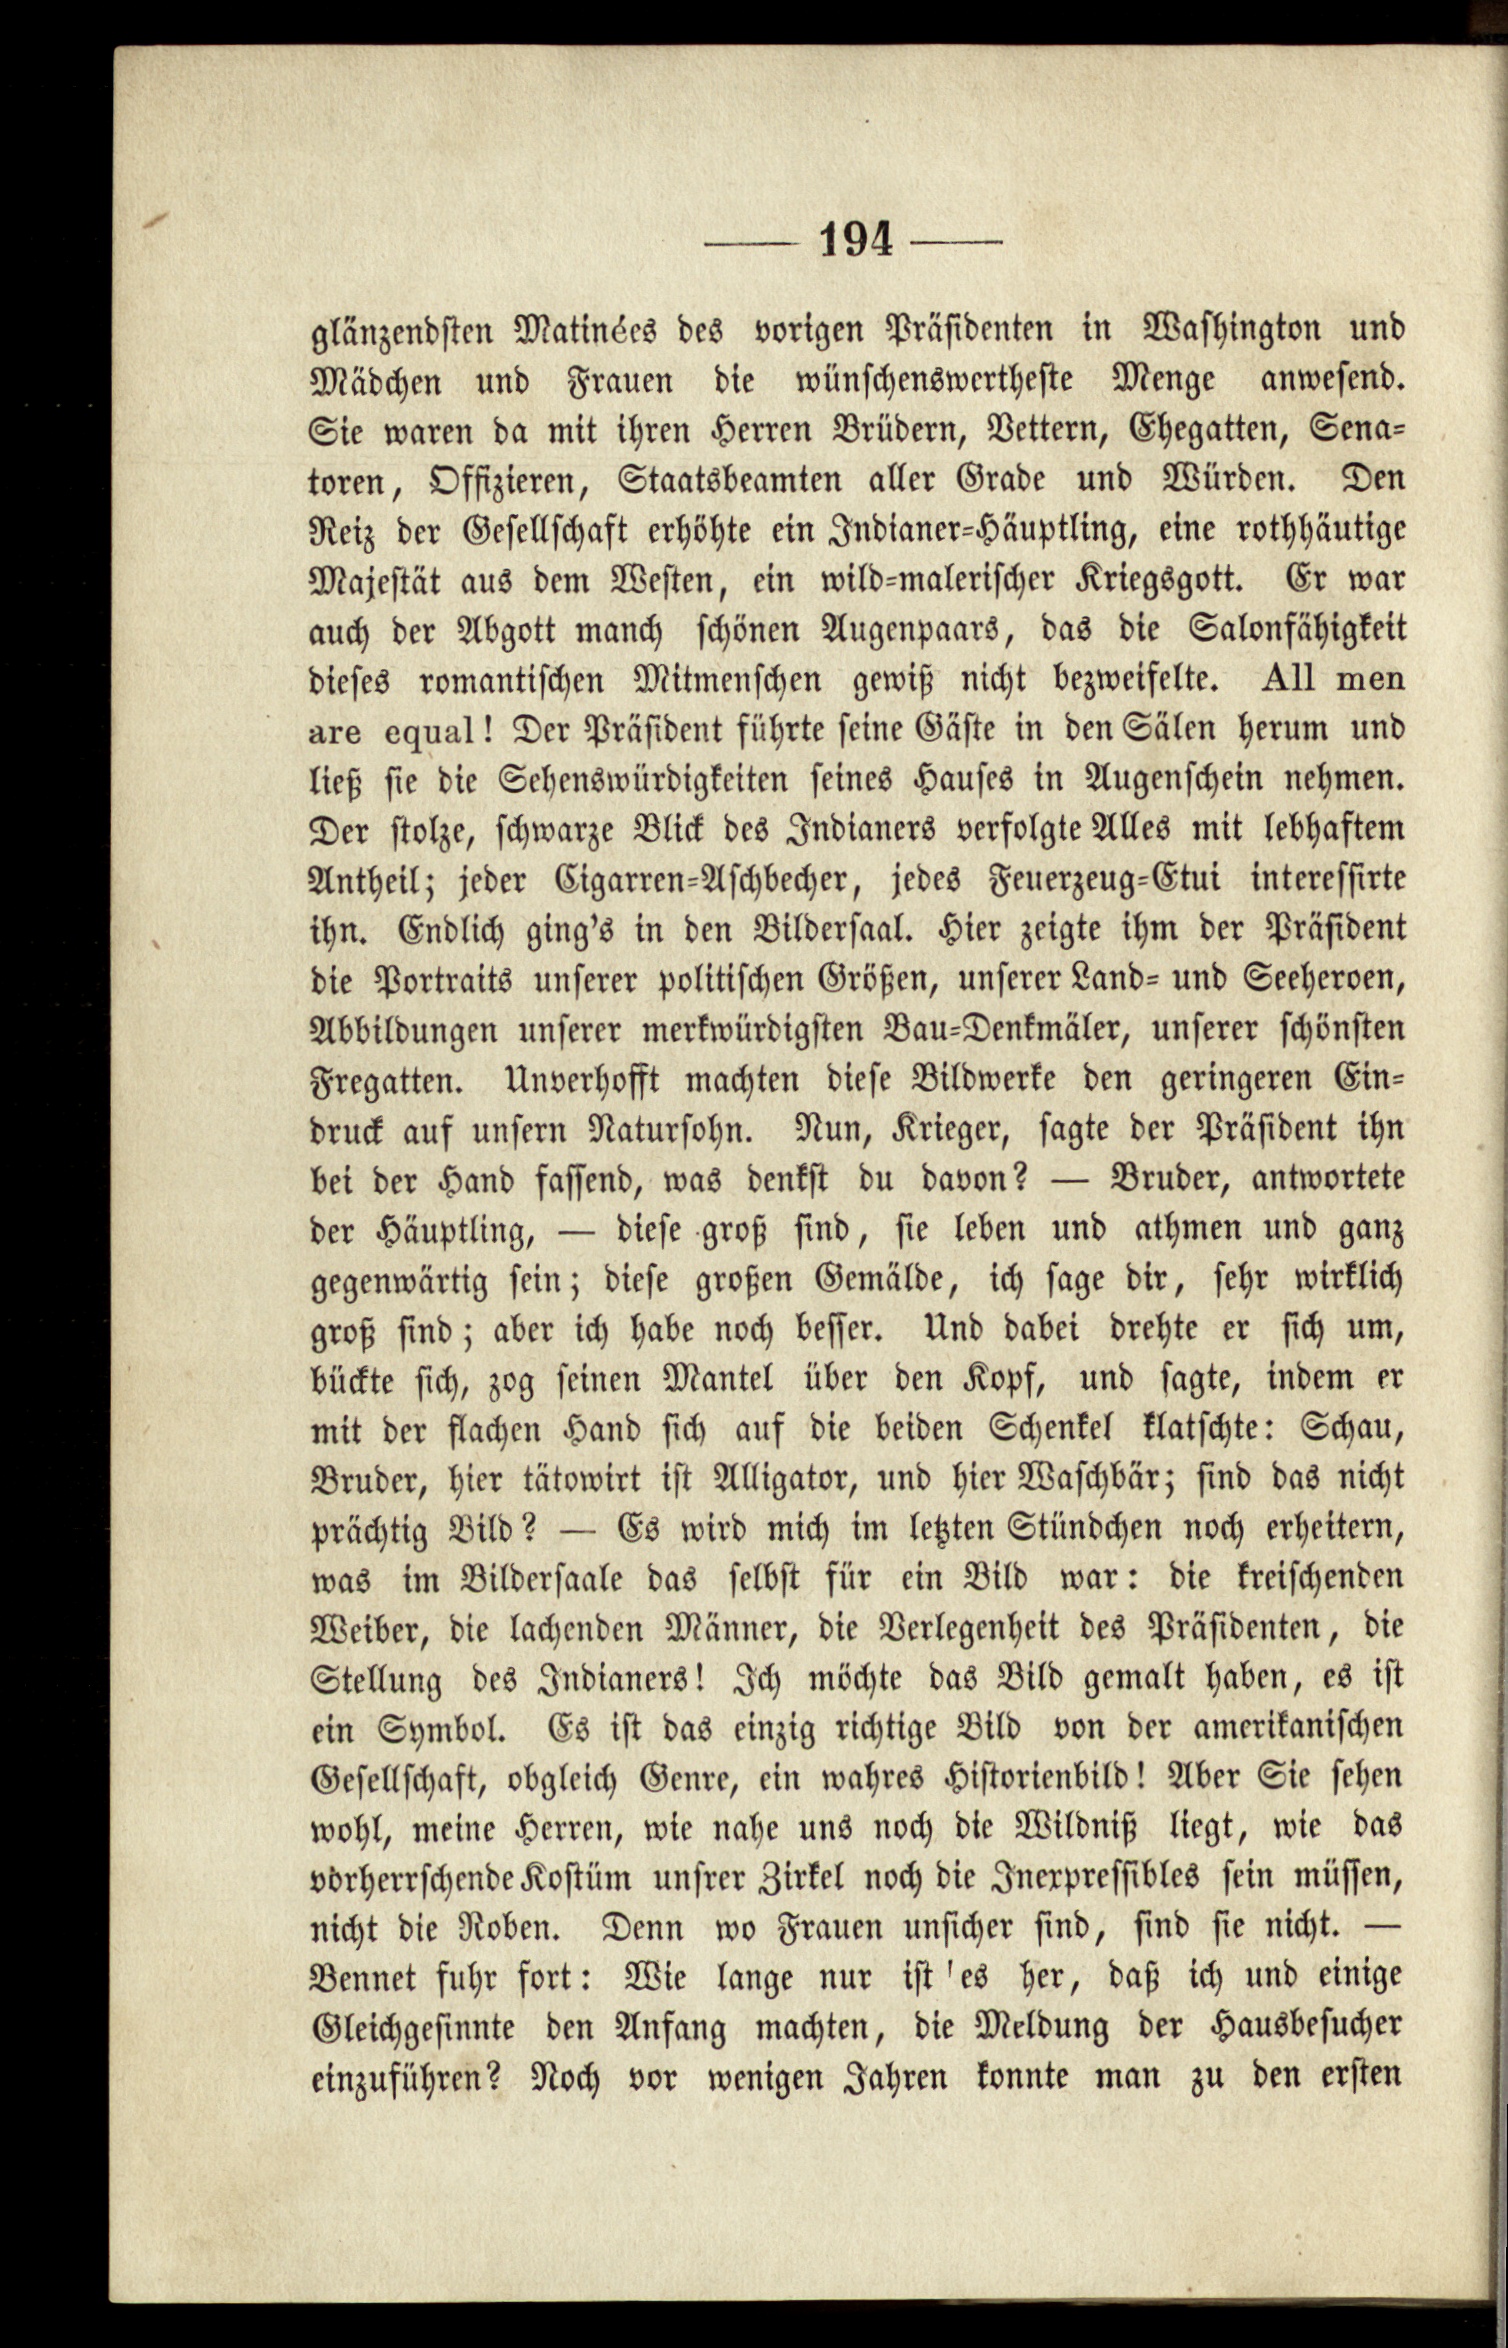 — 194 —
glänzendsten Matinées des vorigen Präsidenten in Washington und
Mädchen und Frauen die wünschenswertheste Menge anwesend.
Sie waren da mit ihren Herren Brüdern, Vettern, Ehegatten, Sena-
toren, Offizieren, Staatsbeamten aller Grade und Würden. Den
Reiz der Gesellschaft erhöhte ein Indianer-Häuptling, eine rothhäutige
Majestät aus dem Westen, ein wild-malerischer Kriegsgott. Er war
auch der Abgott manch schönen Augenpaars, das die Salonfähigkeit
dieses romantischen Mitmenschen gewiß nicht bezweifelte. All men
are equal! Der Präsident führte seine Gäste in den Sälen herum und
ließ sie die Sehenswürdigkeiten seines Hauses in Augenschein nehmen.
Der stolze, schwarze Blick des Indianers verfolgte Alles mit lebhaftem
Antheil; jeder Cigarren-Aschbecher, jedes Feuerzeug-Etui interessirte
ihn. Endlich ging's in den Bildersaal. Hier zeigte ihm der Präsident
die Portraits unserer politischen Größen, unserer Land- und Seeheroen,
Abbildungen unserer merkwürdigsten Bau-Denkmäler, unserer schönsten
Fregatten. Unverhofft machten diese Bildwerke den geringeren Ein-
druck auf unsern Natursohn. Nun, Krieger, sagte der Präsident ihn
bei der Hand fassend, was denkst du davon? — Bruder, antwortete
der Häuptling, — diese groß sind, sie leben und athmen und ganz
gegenwärtig sein; diese großen Gemälde, ich sage dir, sehr wirklich
groß sind; aber ich habe noch besser. Und dabei drehte er sich um,
bückte sich, zog seinen Mantel über den Kopf, und sagte, indem er
mit der flachen Hand sich auf die beiden Schenkel klatschte: Schau,
Bruder, hier tätowirt ist Alligator, und hier Waschbär; sind das nicht
prächtig Bild? — Es wird mich im letzten Stündchen noch erheitern,
was im Bildersaale das selbst für ein Bild war: die kreischenden
Weiber, die lachenden Männer, die Verlegenheit des Präsidenten, die
Stellung des Indianers! Ich möchte das Bild gemalt haben, es ist
ein Symbol. Es ist das einzig richtige Bild von der amerikanischen
Gesellschaft, obgleich Genre, ein wahres Historienbild! Aber Sie sehen
wohl, meine Herren, wie nahe uns noch die Wildniß liegt, wie das
vorherrschende Kostüm unsrer Zirkel noch die Inexpressibles sein müssen,
nicht die Roben. Denn wo Frauen unsicher sind, sind sie nicht. —
Bennet fuhr fort: Wie lange nur ist es her, daß ich und einige
Gleichgesinnte den Anfang machten, die Meldung der Hausbesucher
einzuführen? Noch vor wenigen Jahren konnte man zu den ersten